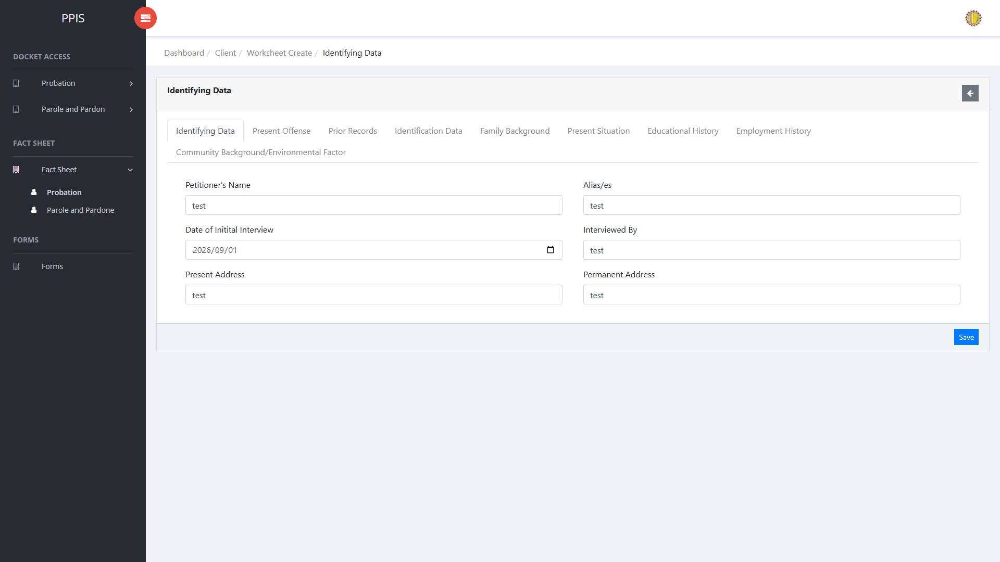 PPIS
DOCKET ACCESS
Probation
Parole and Pardon
FACT SHEET
Fact Sheet
Probation
Parole and Pardone
FORMS
Forms
Dashboard / Client / Worksheet Create / Identifying Data
Identifying Data
Identifying Data Present Offense Prior Records Identification Data Family Background Present Situation Educational History Employment History
Community Background/Environmental Factor
Petitioner's Name
test
Alias/es
test
Date of Initital Interview
2026/09/01
Interviewed By
test
Present Address
test
Permanent Address
test
Save